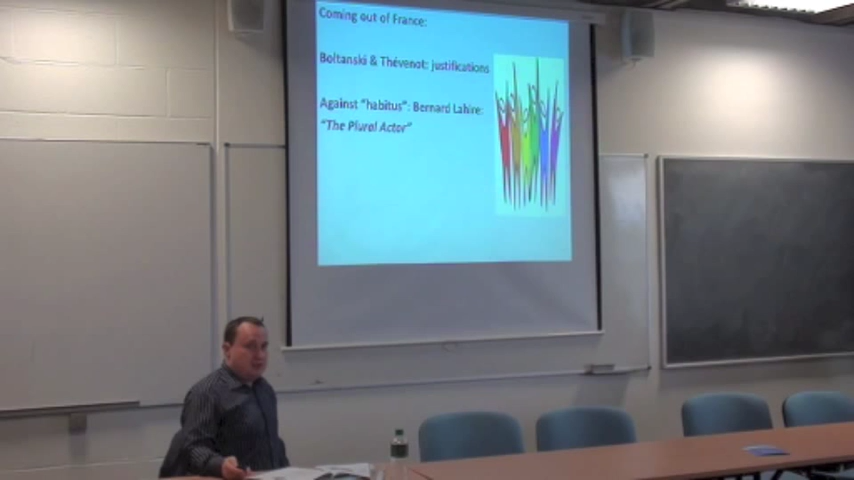 Coming out of France:
Boltanski & Thévenot: justifications
Against "habitus": Bernard Lahire:
"The Plural Actor"